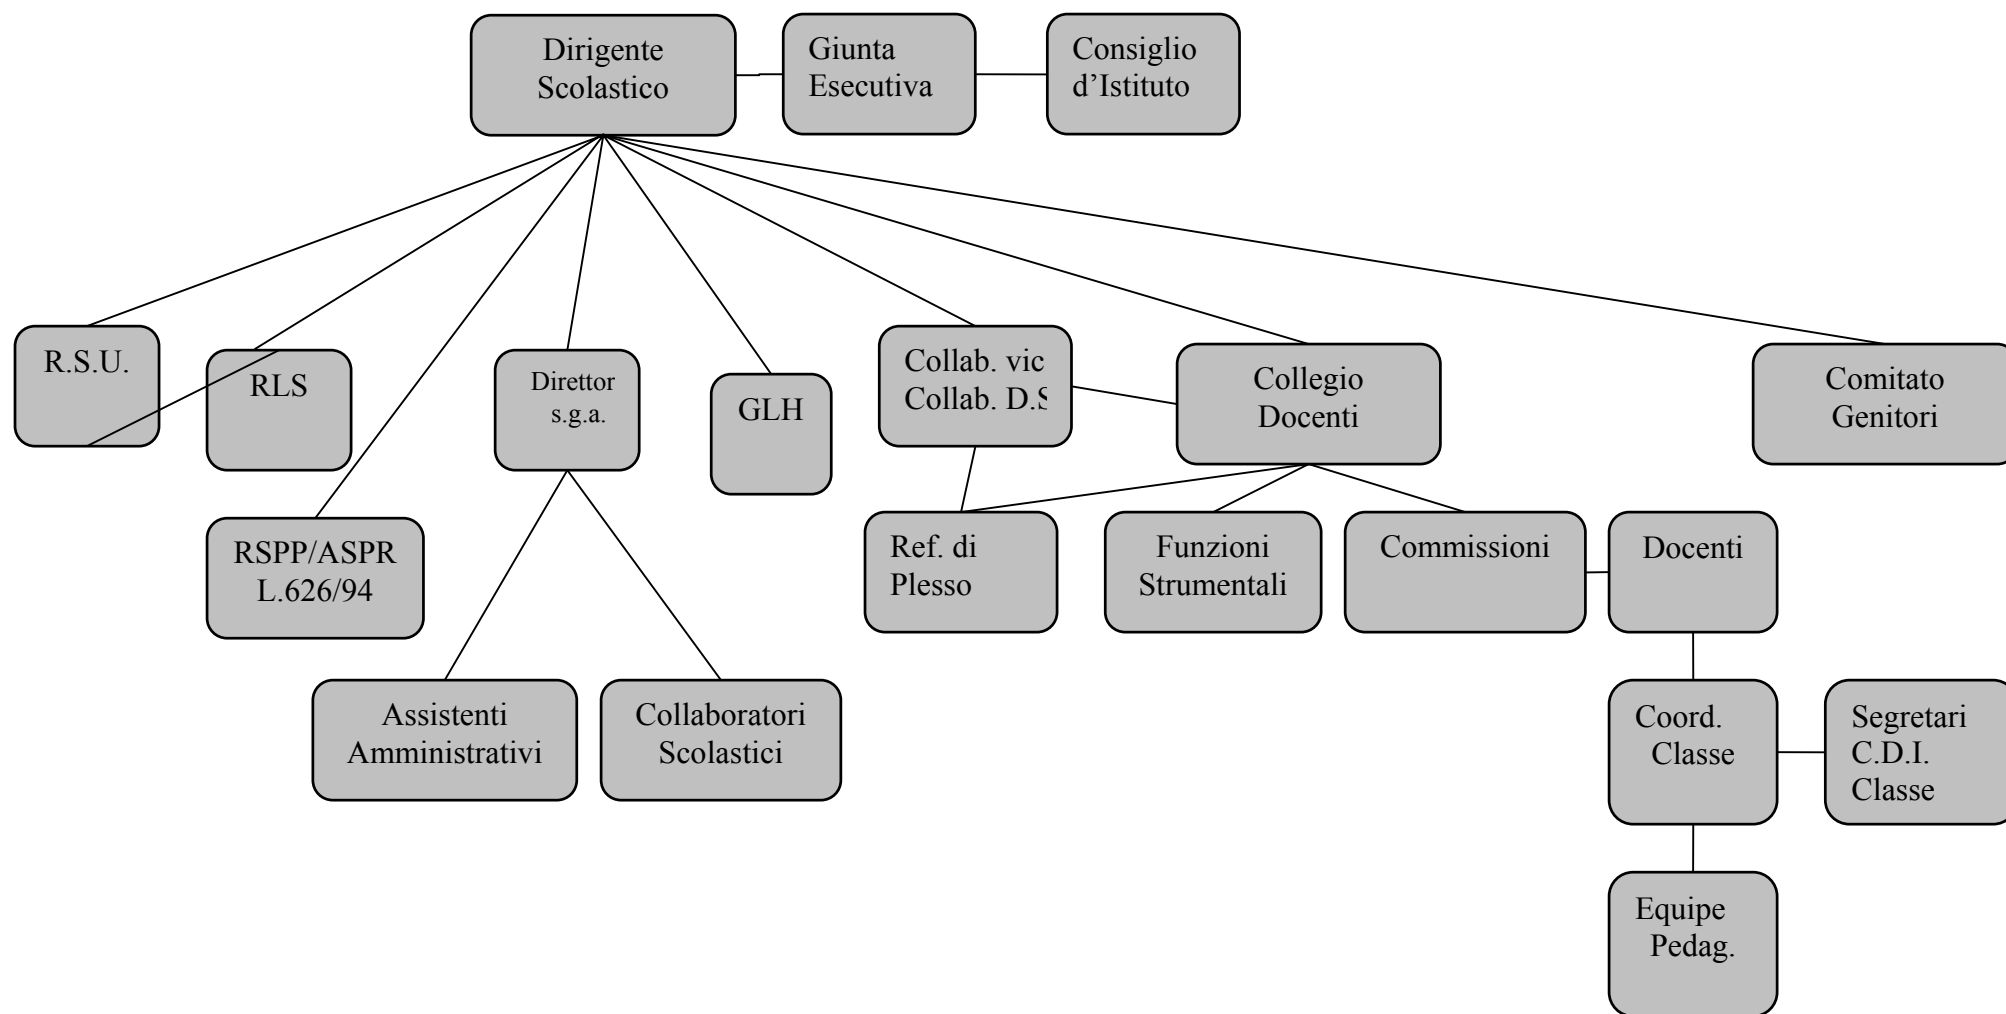 Dirigente
Scolastico
Giunta
Esecutiva
Consiglio
d’Istituto
R.S.U.
RLS
Direttor
s.g.a.
GLH
Collab. vic
Collab. D.S
Collegio
Docenti
Comitato
Genitori
RSPP/ASPR
L.626/94
Ref. di
Plesso
Funzioni
Strumentali
Commissioni
Docenti
Assistenti
Amministrativi
Collaboratori
Scolastici
Coord.
Classe
Segretari
C.D.I.
Classe
Equipe
Pedag.